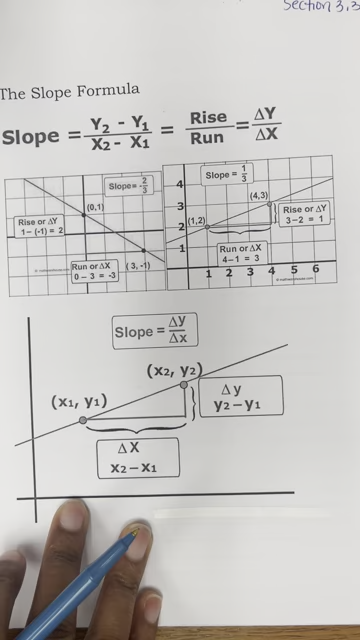 Section 3.3
The Slope Formula
Slope = Y2 - Y1 / X2 - X1 = Rise / Run = ΔY / ΔX
Slope= -2/3
(0,1)
Rise or ΔY
1-(-1) = 2
Run or ΔX
0 - 3 = -3
(3, -1)
Slope = 1/3
4
3
2
1
(4,3)
(1,2)
Rise or ΔY
3-2 = 1
Run or ΔX
4-1 = 3
1 2 3 4 5 6
Slope = Δy / Δx
(x2, y2)
(x1, y1)
Δy
y2-y1
ΔX
x2-x1